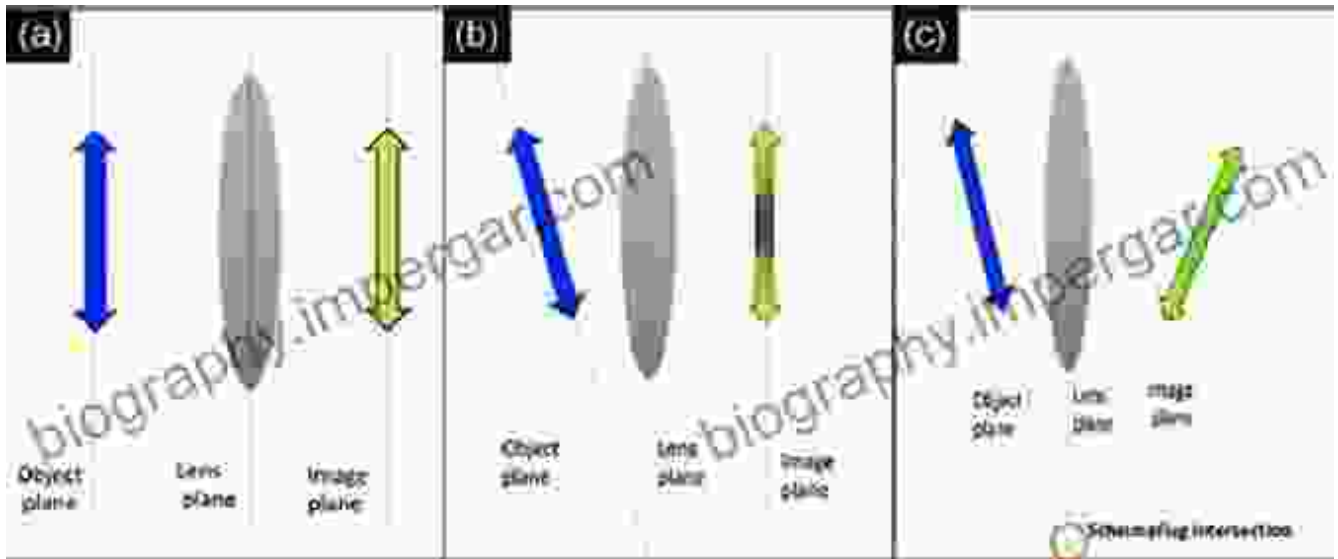 (a)
(b)
(c)
biography.impergar.com
biography.impergar.com
Object
plane
Lens
plane
Image
plane
Object
plane
Lens
plane
Image
plane
Object
plane
Lens
plane
Image
plane
Scheimpflug intersection